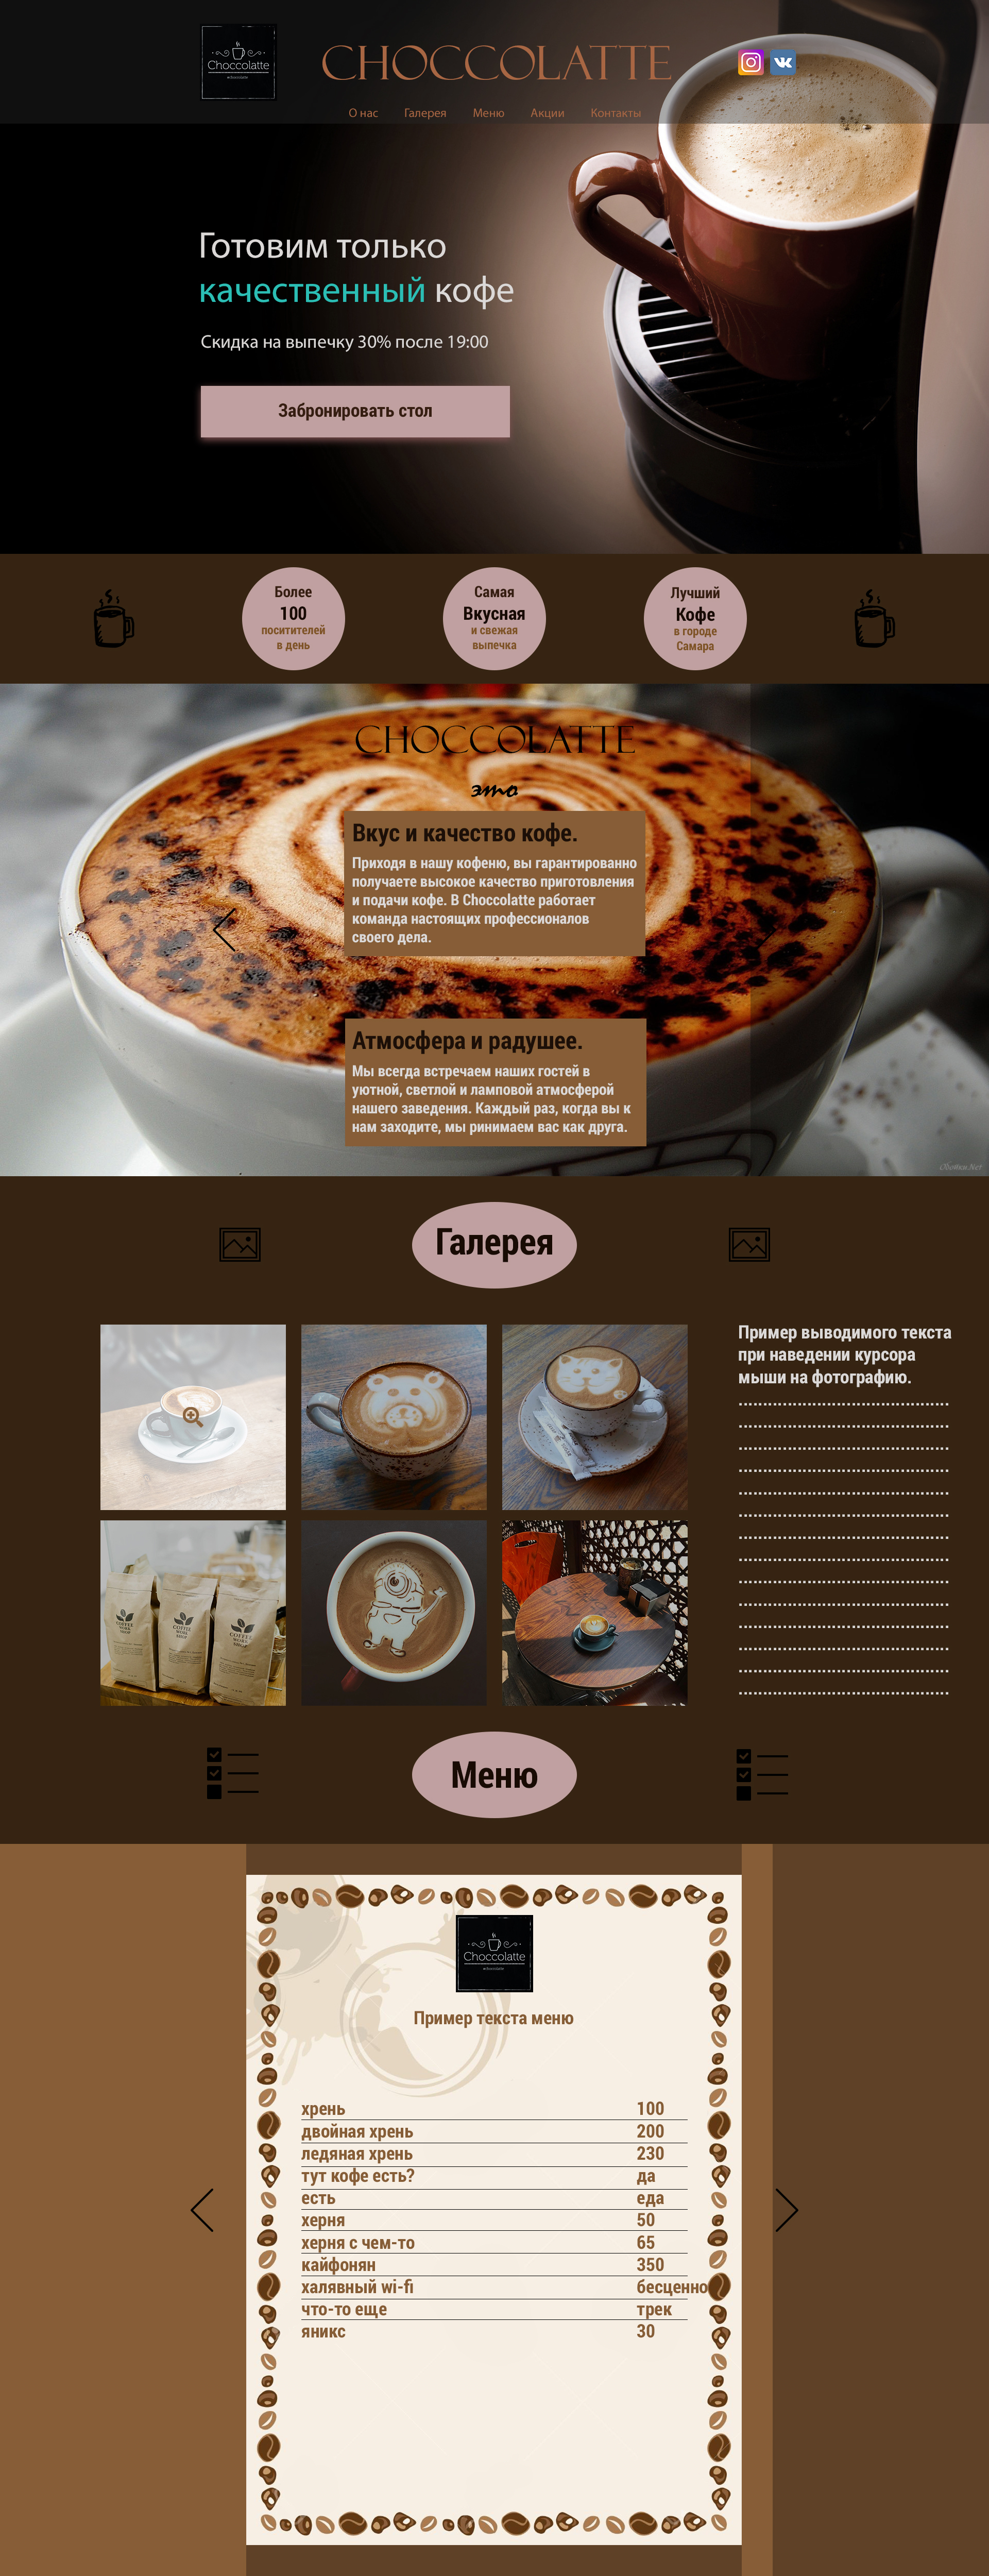 Choccolatte
CHOCCOLATTE
О нас Галерея Меню Акции Контакты
Готовим только
качественный кофе
Скидка на выпечку 30% после 19:00
Забронировать стол
Более
100
поситителей
в день
Самая
Вкусная
и свежая
выпечка
Лучший
Кофе
в городе
Самара
CHOCCOLATTE
это
Вкус и качество кофе.
Приходя в нашу кофеню, вы гарантированно
получаете высокое качество приготовления
и подачи кофе. В Choccolatte работает
команда настоящих профессионалов
своего дела.
Атмосфера и радушее.
Мы всегда встречаем наших гостей в
уютной, светлой и ламповой атмосферой
нашего заведения. Каждый раз, когда вы к
нам заходите, мы ринимаем вас как друга.
Галерея
Пример выводимого текста
при наведении курсора
мыши на фотографию.
Меню
Choccolatte
Пример текста меню
хрень 100
двойная хрень 200
ледяная хрень 230
тут кофе есть? да
есть еда
херня 50
херня с чем-то 65
кайфонян 350
халявный wi-fi бесценно
что-то еще трек
яникс 30